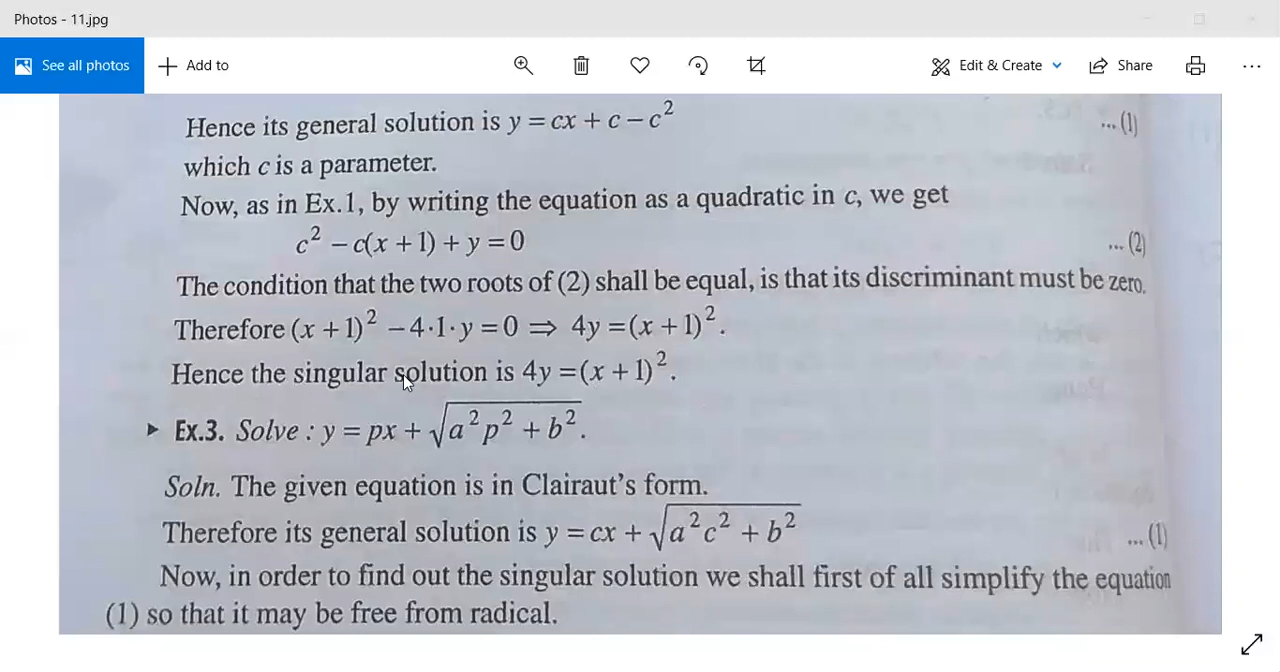 Photos - 11.jpg
See all photos
Add to
Edit & Create
Share
Hence its general solution is y = cx + c − c² ...(1)
which c is a parameter.
Now, as in Ex.1, by writing the equation as a quadratic in c, we get
c² − c(x + 1) + y = 0 ...(2)
The condition that the two roots of (2) shall be equal, is that its discriminant must be zero.
Therefore (x + 1)² − 4·1·y = 0 ⇒ 4y = (x + 1)².
Hence the singular solution is 4y = (x + 1)².
► Ex.3. Solve : y = px + √(a²p² + b²).
Soln. The given equation is in Clairaut's form.
Therefore its general solution is y = cx + √(a²c² + b²) ...(1)
Now, in order to find out the singular solution we shall first of all simplify the equation
(1) so that it may be free from radical.